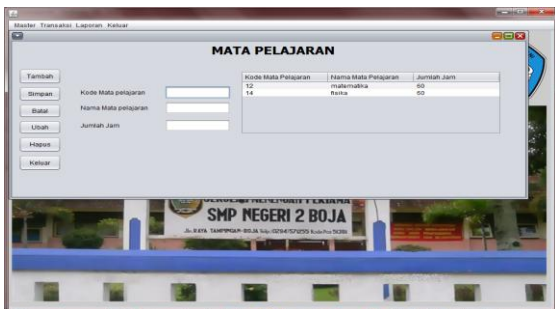 Master Transaksi Laporan Keluar
MATA PELAJARAN
Tambah
Simpan
Batal
Ubah
Hapus
Keluar
Kode Mata pelajaran
Nama Mata pelajaran
Jumlah Jam
Kode Mata Pelajaran Nama Mata Pelajaran Jumlah Jam
12 matematika 60
14 fisika 60
SMP NEGERI 2 BOJA